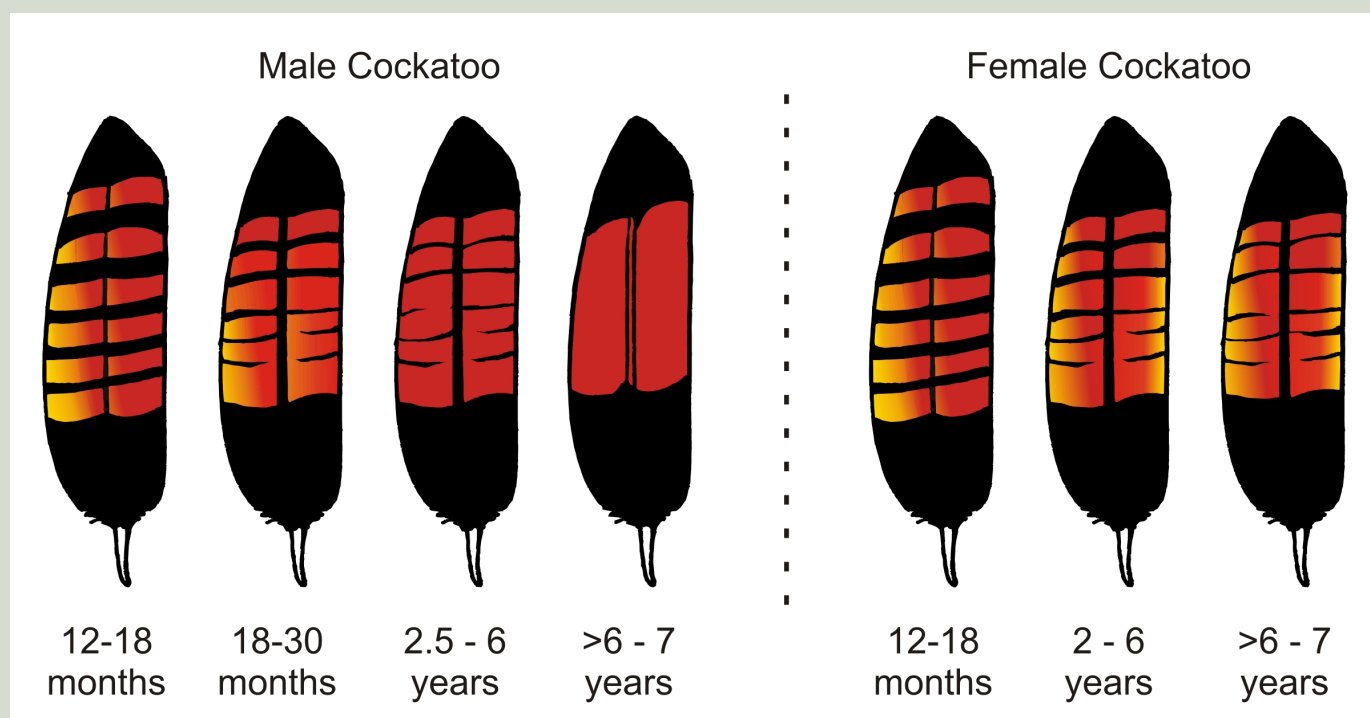 Male Cockatoo
Female Cockatoo
12-18
months
18-30
months
2.5 - 6
years
>6 - 7
years
12-18
months
2 - 6
years
>6 - 7
years